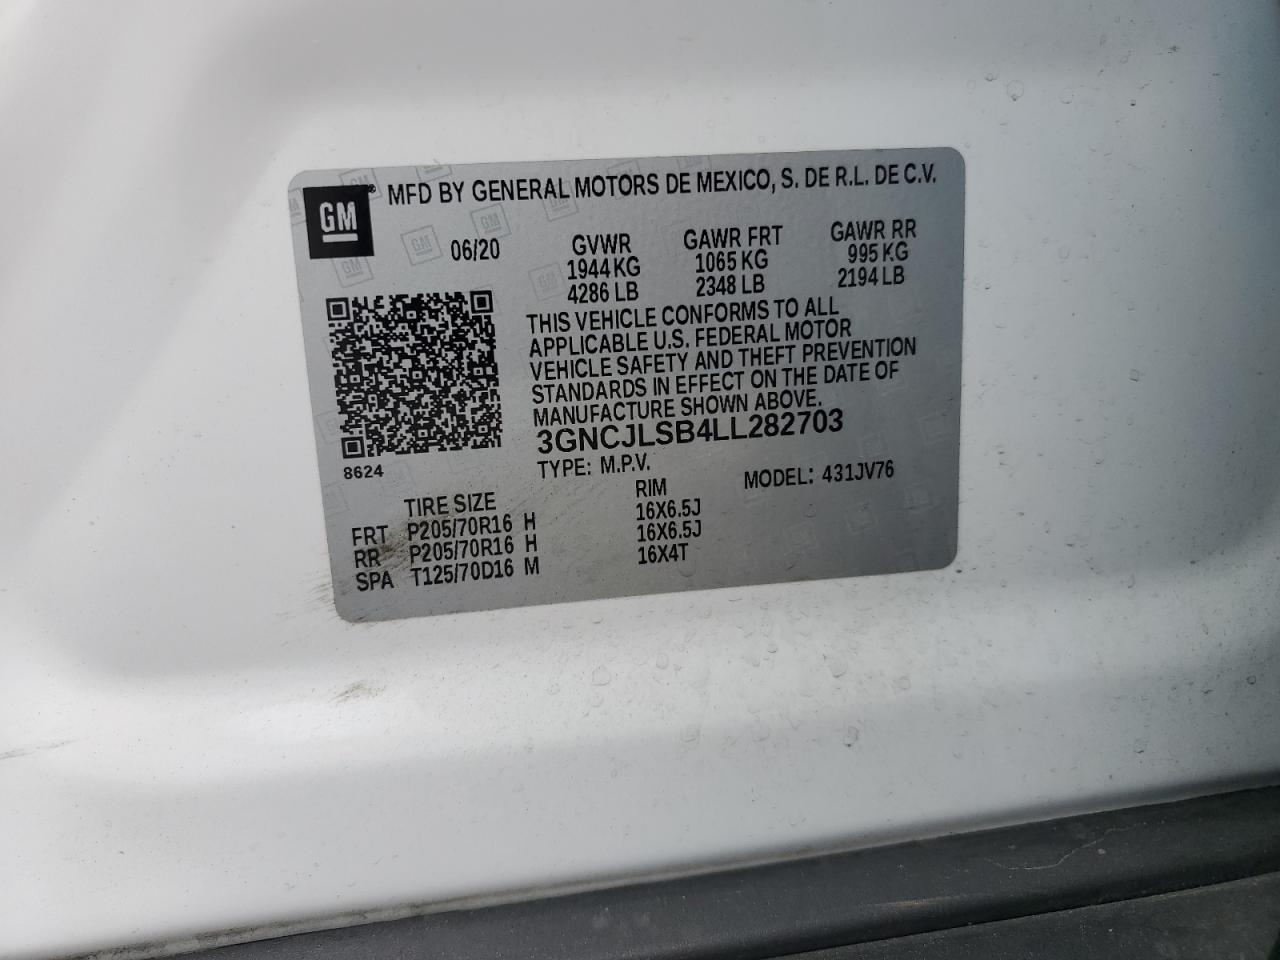 GM ® MFD BY GENERAL MOTORS DE MEXICO, S. DE R.L. DE C.V.
06/20 GVWR GAWR FRT GAWR RR
1944 KG 1065 KG 995 KG
4286 LB 2348 LB 2194 LB
THIS VEHICLE CONFORMS TO ALL
APPLICABLE U.S. FEDERAL MOTOR
VEHICLE SAFETY AND THEFT PREVENTION
STANDARDS IN EFFECT ON THE DATE OF
MANUFACTURE SHOWN ABOVE.
3GNCJLSB4LL282703
8624 TYPE: M.P.V. MODEL: 431JV76
TIRE SIZE RIM
FRT P205/70R16 H 16X6.5J
RR P205/70R16 H 16X6.5J
SPA T125/70D16 M 16X4T